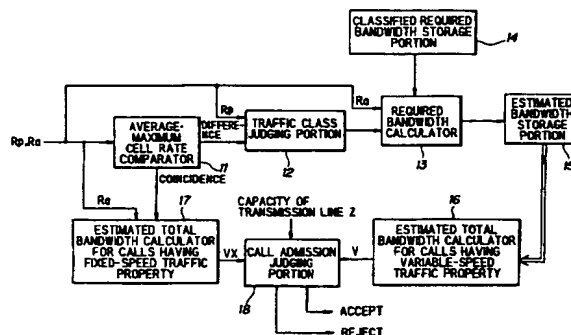 CLASSIFIED REQUIRED
BANDWIDTH STORAGE
PORTION
14
Ra
Rp
Rp,Ra
AVERAGE-
MAXIMUM
CELL RATE
COMPARATOR
11
DIFFERENCE
TRAFFIC CLASS
JUDGING PORTION
12
REQUIRED
BANDWIDTH
CALCULATOR
13
ESTIMATED
BANDWIDTH
STORAGE
PORTION
15
COINCIDENCE
Ra
17
ESTIMATED TOTAL
BANDWIDTH CALCULATOR
FOR CALLS HAVING
FIXED-SPEED TRAFFIC
PROPERTY
CAPACITY OF
TRANSMISSION LINE Z
VX
CALL ADMISSION
JUDGING
PORTION
18
V
16
ESTIMATED TOTAL
BANDWIDTH CALCULATOR
FOR CALLS HAVING
VARIABLE-SPEED
TRAFFIC PROPERTY
ACCEPT
REJECT